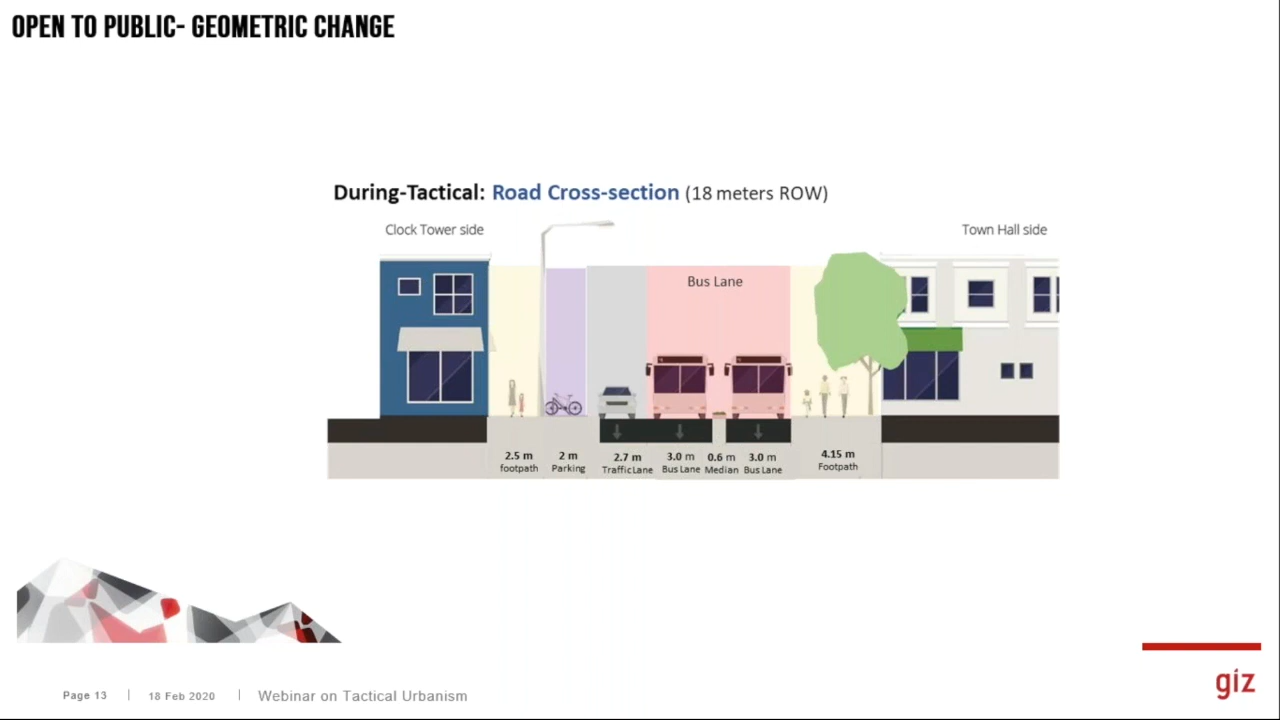 OPEN TO PUBLIC- GEOMETRIC CHANGE
During-Tactical: Road Cross-section (18 meters ROW)
Clock Tower side
Town Hall side
Bus Lane
2.5 m
footpath
2 m
Parking
2.7 m
Traffic Lane
3.0 m
Bus Lane
0.6 m
Median
3.0 m
Bus Lane
4.15 m
Footpath
giz
Page 13 | 18 Feb 2020 | Webinar on Tactical Urbanism